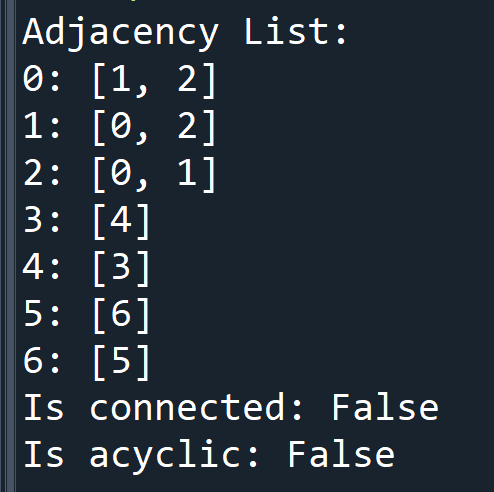 Adjacency List:
0: [1, 2]
1: [0, 2]
2: [0, 1]
3: [4]
4: [3]
5: [6]
6: [5]
Is connected: False
Is acyclic: False